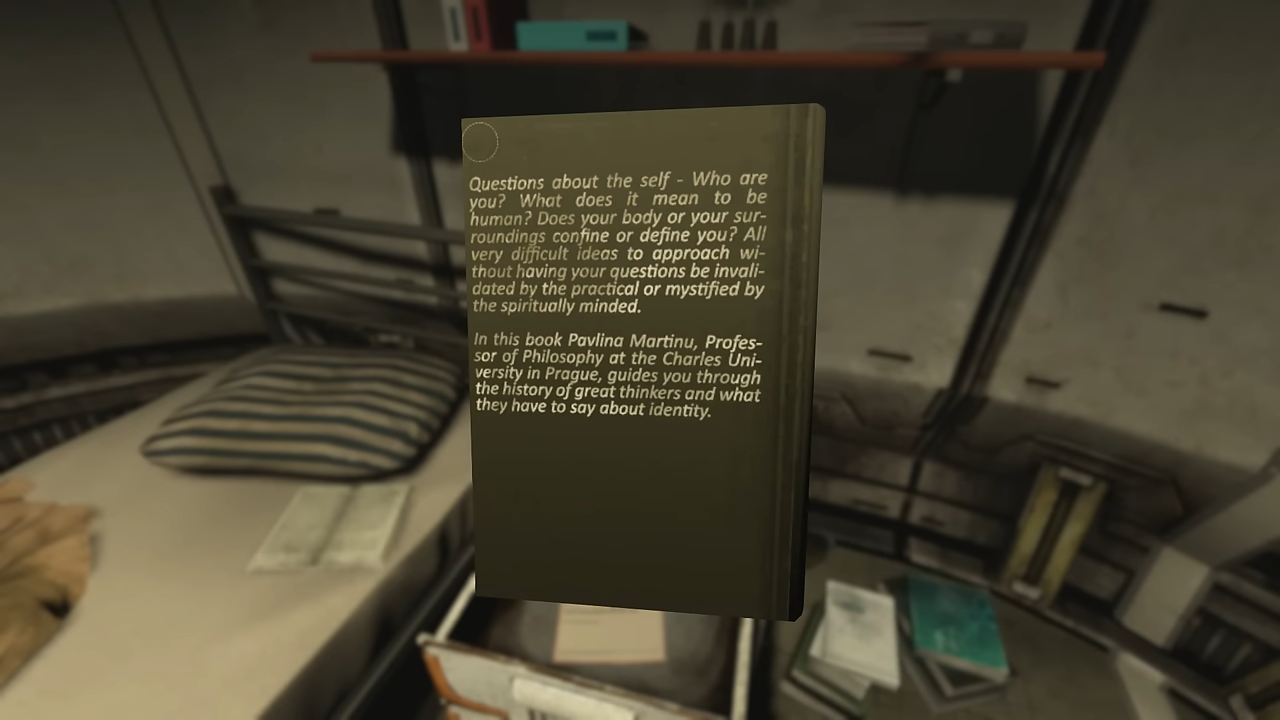 Questions about the self - Who are
you? What does it mean to be
human? Does your body or your sur-
roundings confine or define you? All
very difficult ideas to approach wi-
thout having your questions be invali-
dated by the practical or mystified by
the spiritually minded.
In this book Pavlina Martinu, Profes-
sor of Philosophy at the Charles Uni-
versity in Prague, guides you through
the history of great thinkers and what
they have to say about identity.